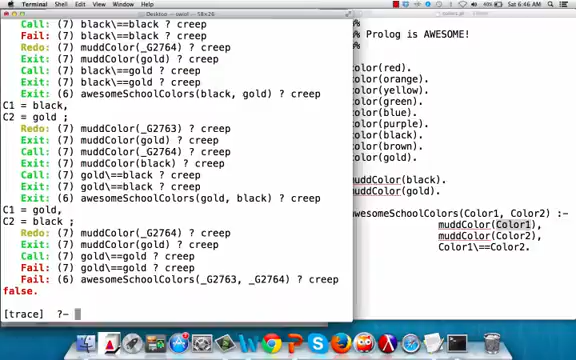 Terminal Shell Edit View Window Help
Sat 6:46 AM
Desktop — swipl — 58×26
Call: (7) black\==black ? creep
Fail: (7) black\==black ? creep
Redo: (7) muddColor(_G2764) ? creep
Exit: (7) muddColor(gold) ? creep
Call: (7) black\==gold ? creep
Exit: (7) black\==gold ? creep
Exit: (6) awesomeSchoolColors(black, gold) ? creep
C1 = black,
C2 = gold ;
Redo: (7) muddColor(_G2763) ? creep
Exit: (7) muddColor(gold) ? creep
Call: (7) muddColor(_G2764) ? creep
Exit: (7) muddColor(black) ? creep
Call: (7) gold\==black ? creep
Exit: (7) gold\==black ? creep
Exit: (6) awesomeSchoolColors(gold, black) ? creep
C1 = gold,
C2 = black ;
Redo: (7) muddColor(_G2764) ? creep
Exit: (7) muddColor(gold) ? creep
Call: (7) gold\==gold ? creep
Fail: (7) gold\==gold ? creep
Fail: (6) awesomeSchoolColors(_G2763, _G2764) ? creep
false.
[trace] ?-
colors.pl
%%
% Prolog is AWESOME!
%%
color(red).
color(orange).
color(yellow).
color(green).
color(blue).
color(purple).
color(black).
color(brown).
color(gold).
muddColor(black).
muddColor(gold).
awesomeSchoolColors(Color1, Color2) :-
muddColor(Color1),
muddColor(Color2),
Color1\==Color2.